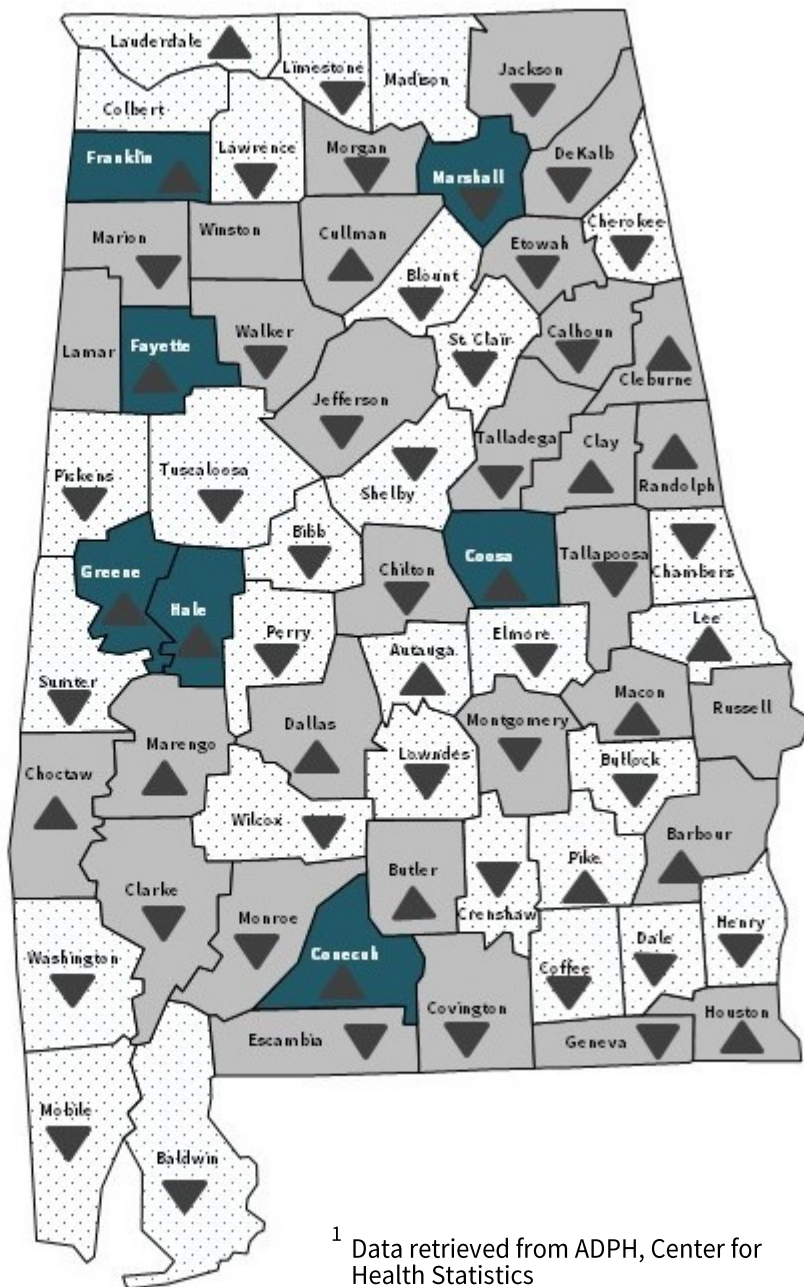 Lauderdale
Limestone
Madison
Jackson
Colbert
Franklin
Lawrence
Morgan
Marshall
DeKalb
Cherokee
Marion
Winston
Cullman
Etowah
Blount
Lamar
Fayette
Walker
St. Clair
Calhoun
Cleburne
Jefferson
Talladega
Clay
Randolph
Pickens
Tuscaloosa
Shelby
Bibb
Greene
Hale
Chilton
Coosa
Tallapoosa
Chambers
Perry
Autauga
Elmore
Lee
Sumter
Macon
Russell
Dallas
Montgomery
Marengo
Lowndes
Bullock
Choctaw
Wilcox
Barbour
Butler
Pike
Clarke
Monroe
Crenshaw
Henry
Dale
Conecuh
Coffee
Washington
Covington
Houston
Escambia
Geneva
Mobile
Baldwin
1 Data retrieved from ADPH, Center for
Health Statistics